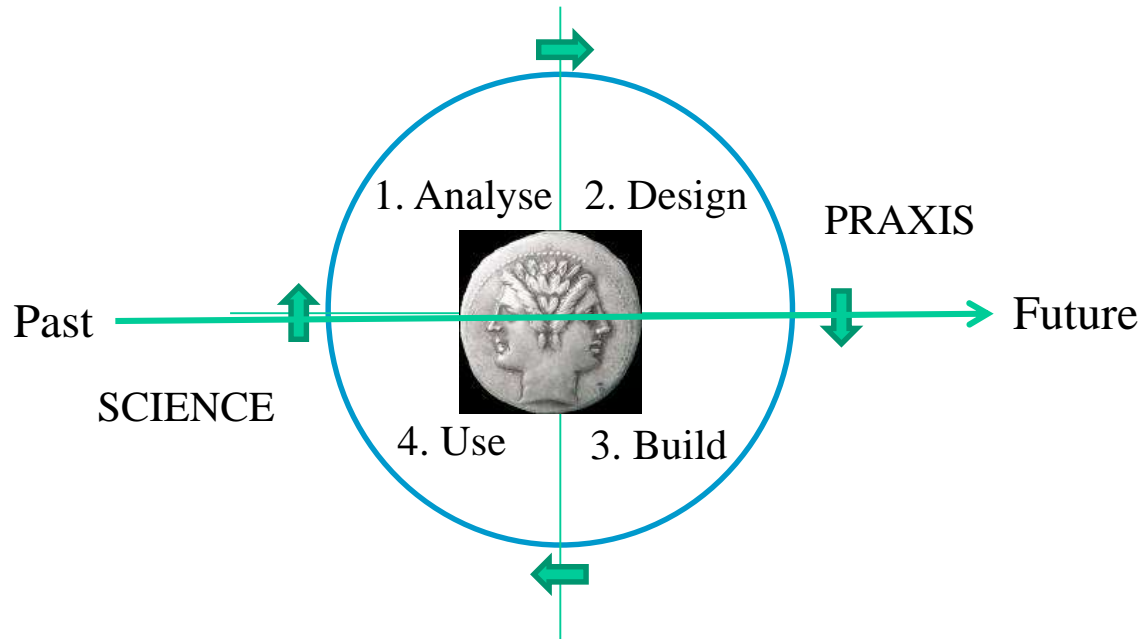 1. Analyse
2. Design
PRAXIS
Past
Future
SCIENCE
4. Use
3. Build